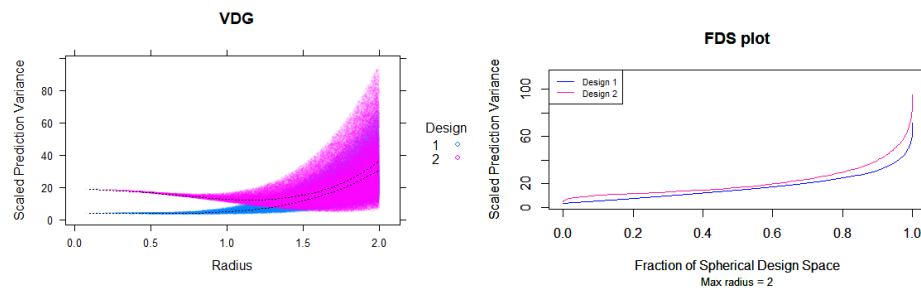 VDG
Scaled Prediction Variance
80
60
40
20
0
0.0 0.5 1.0 1.5 2.0
Radius
Design
1
2
FDS plot
Scaled Prediction Variance
100
60
20
0
Design 1
Design 2
0.0 0.2 0.4 0.6 0.8 1.0
Fraction of Spherical Design Space
Max radius = 2